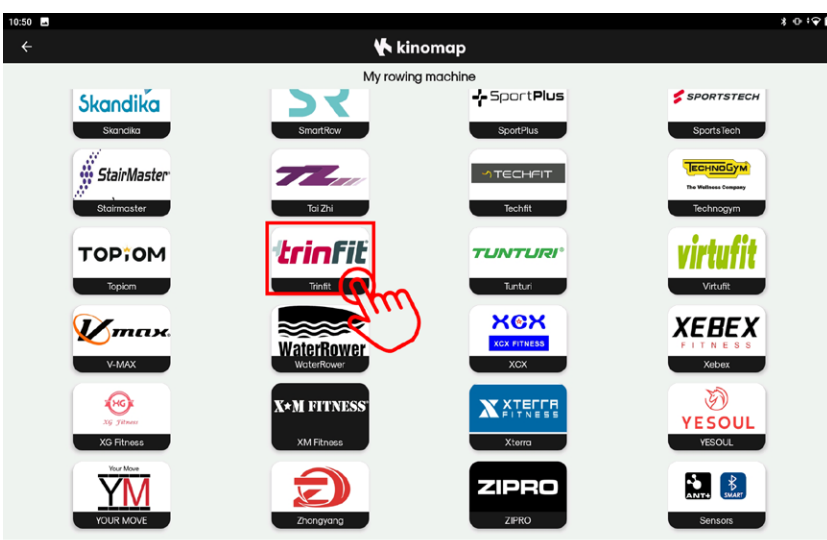 10:50
kinomap
My rowing machine
Skandika
Skandika
SR
SmartRow
SportPlus
SportPlus
SPORTSTECH
SportsTech
StairMaster
Stairmaster
TZ
Tai Zhi
TECHFIT
Techfit
TECHNOGYM
The Wellness Company
Technogym
TOPIOM
Topiom
trinfit
Trinfit
TUNTURI®
Tunturi
virtufit
Virtufit
Vmax
V-MAX
WaterRower
WaterRower
XCX
XCX FITNESS
XCX
XEBEX
FITNESS
Xebex
XG
XG Fitness
XG Fitness
X★M FITNESS
XM Fitness
XTERRA
FITNESS
Xterra
YESOUL
YESOUL
Your Move
YM
YOUR MOVE
Zhongyang
ZIPRO
ZIPRO
ANT+
SMART
Sensors